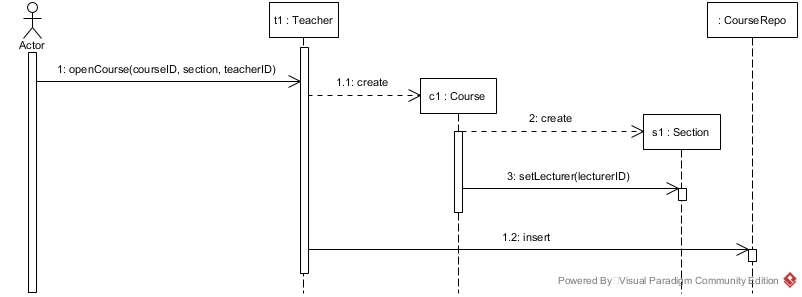 t1 : Teacher
: CourseRepo
Actor
1: openCourse(courseID, section, teacherID)
1.1: create
c1 : Course
2: create
s1 : Section
3: setLecturer(lecturerID)
1.2: insert
Powered By Visual Paradigm Community Edition